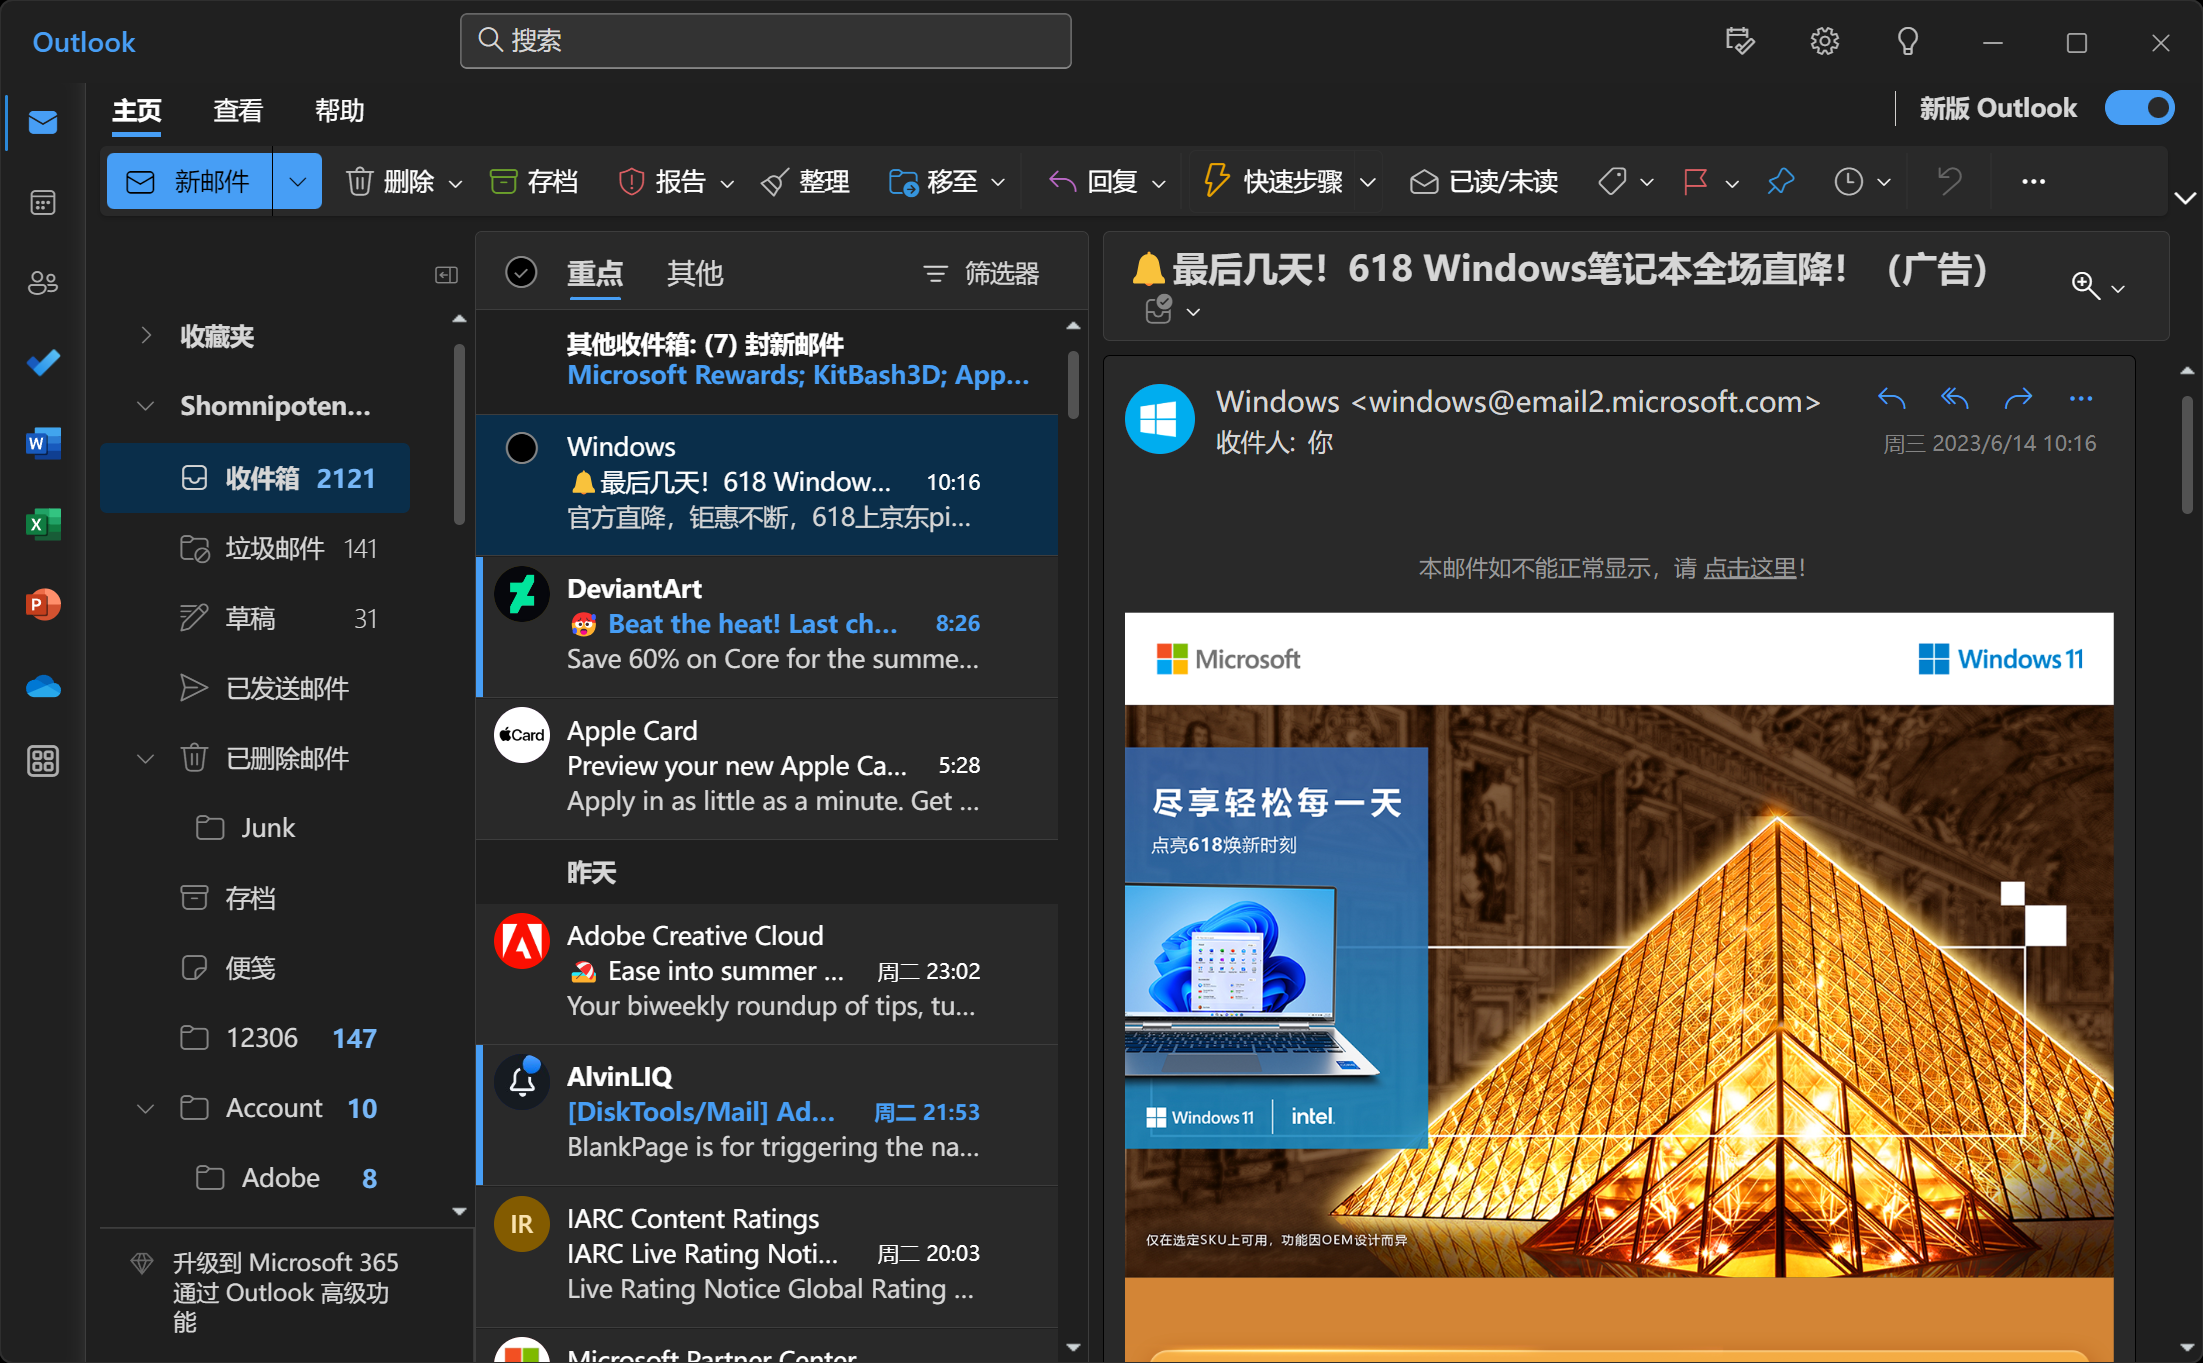 Outlook
搜索
主页 查看 帮助
新版 Outlook
新邮件 删除 存档 报告 整理 移至 回复 快速步骤 已读/未读
收藏夹
Shomnipoten...
收件箱 2121
垃圾邮件 141
草稿 31
已发送邮件
已删除邮件
Junk
存档
便笺
12306 147
Account 10
Adobe 8
升级到 Microsoft 365
通过 Outlook 高级功
能
重点 其他 筛选器
其他收件箱: (7) 封新邮件
Microsoft Rewards; KitBash3D; App...
Windows
🔔最后几天！618 Window... 10:16
官方直降，钜惠不断，618上京东pi...
DeviantArt
🥵 Beat the heat! Last ch... 8:26
Save 60% on Core for the summe...
Card
Apple Card
Preview your new Apple Ca... 5:28
Apply in as little as a minute. Get ...
昨天
Adobe Creative Cloud
🏖 Ease into summer ... 周二 23:02
Your biweekly roundup of tips, tu...
AlvinLIQ
[DiskTools/Mail] Ad... 周二 21:53
BlankPage is for triggering the na...
IR
IARC Content Ratings
IARC Live Rating Noti... 周二 20:03
Live Rating Notice Global Rating ...
Microsoft Partner Center
🔔最后几天！618 Windows笔记本全场直降！（广告）
Windows <windows@email2.microsoft.com>
收件人: 你
周三 2023/6/14 10:16
本邮件如不能正常显示，请 点击这里！
Microsoft
Windows 11
尽享轻松每一天
点亮618焕新时刻
Windows 11 intel.
仅在选定SKU上可用，功能因OEM设计而异